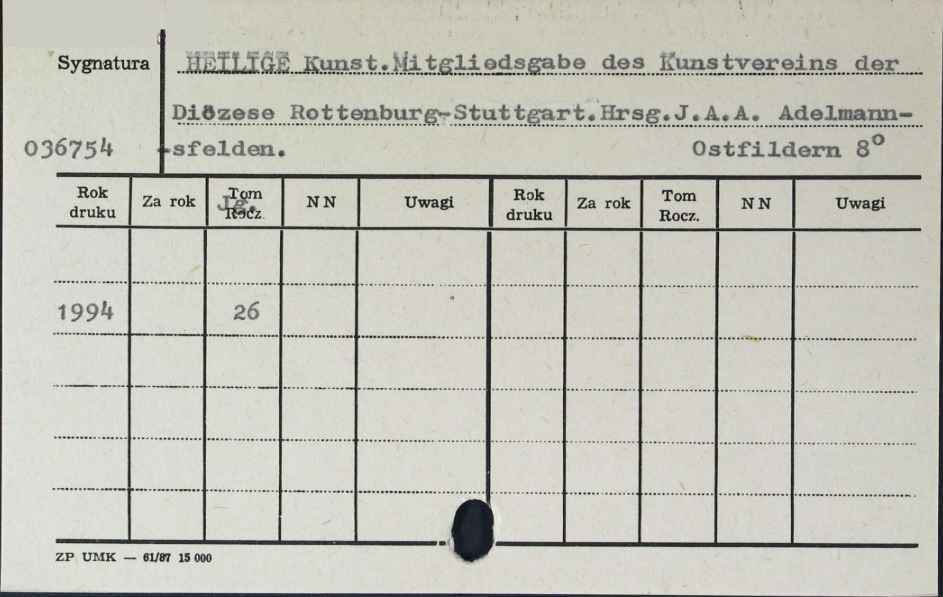 Sygnatura HEILIGE Kunst.Mitgliedsgabe des Kunstvereins der
Diözese Rottenburg-Stuttgart.Hrsg.J.A.A. Adelmann-
036754 -sfelden. Ostfildern 8°
Rok druku Za rok Tom Rocz. Jg. N N Uwagi Rok druku Za rok Tom Rocz. N N Uwagi
1994 26
ZP UMK — 61/87 15 000